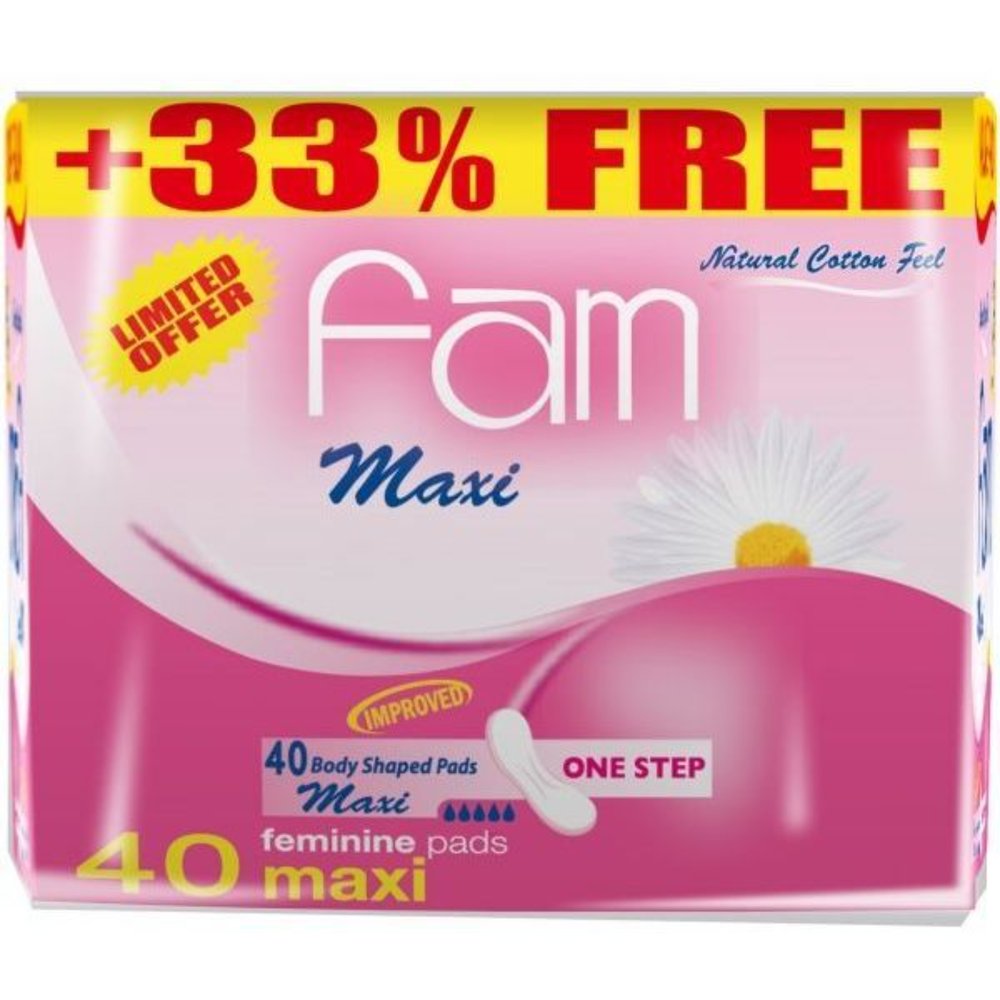 +33% FREE
Natural Cotton Feel
LIMITED
OFFER
fam
Maxi
IMPROVED
40 Body Shaped Pads
Maxi
ONE STEP
feminine pads
40 maxi